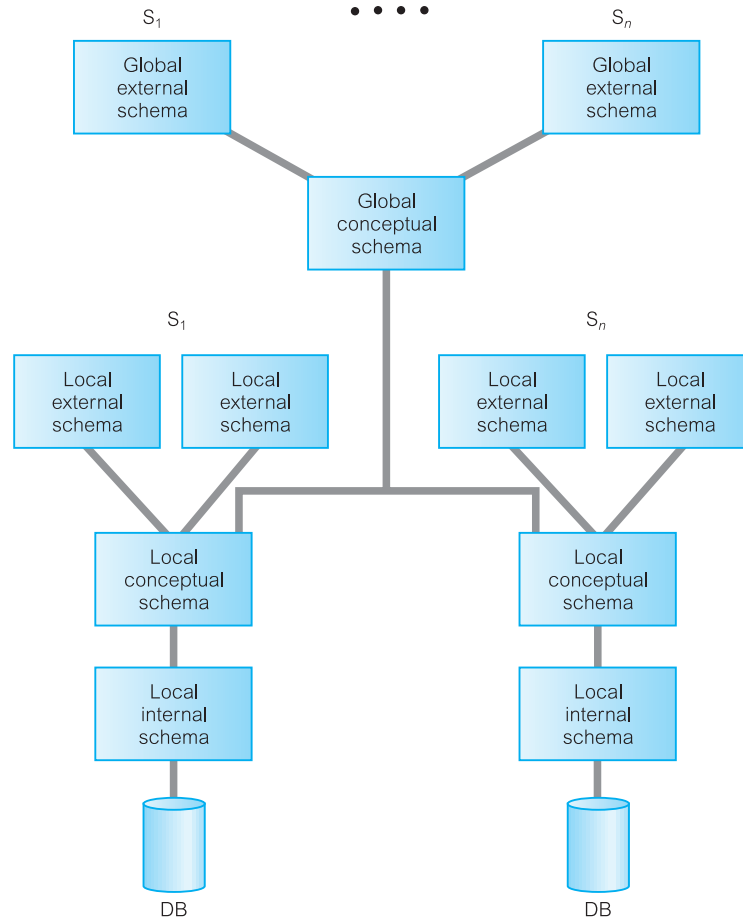 S1
Sn
Global
external
schema
Global
external
schema
Global
conceptual
schema
S1
Sn
Local
external
schema
Local
external
schema
Local
external
schema
Local
external
schema
Local
conceptual
schema
Local
conceptual
schema
Local
internal
schema
Local
internal
schema
DB
DB